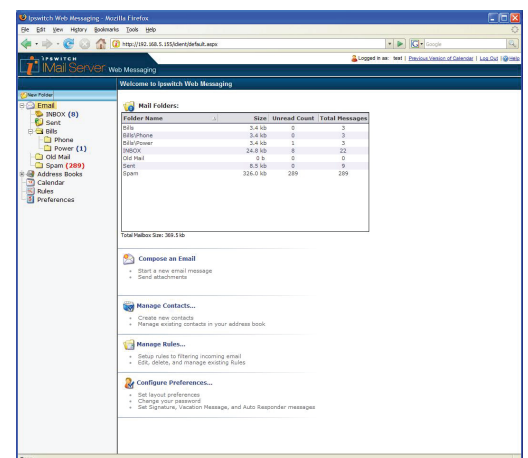 Ipswitch Web Messaging - Mozilla Firefox
File Edit View History Bookmarks Tools Help
http://192.168.5.155/client/default.aspx
Google
IPSWITCH
IMail Server Web Messaging
Logged in as: test | Previous Version of Calendar | Log Out | Help
Welcome to Ipswitch Web Messaging
New Folder
Email
INBOX (8)
Sent
Bills
Phone
Power (1)
Old Mail
Spam (289)
Address Books
Calendar
Rules
Preferences
Mail Folders:
Folder Name Size Unread Count Total Messages
Bills 3.4 kb 0 3
Bills\Phone 3.4 kb 0 3
Bills\Power 3.4 kb 1 3
INBOX 24.8 kb 8 22
Old Mail 0 b 0 0
Sent 8.5 kb 0 9
Spam 326.0 kb 289 289
Total Mailbox Size: 369.5 kb
Compose an Email
Start a new email message
Send attachments
Manage Contacts...
Create new contacts
Manage existing contacts in your address book
Manage Rules...
Setup rules to filtering incoming email
Edit, delete, and manage existing Rules
Configure Preferences...
Set layout preferences
Change your password
Set Signature, Vacation Message, and Auto Responder messages